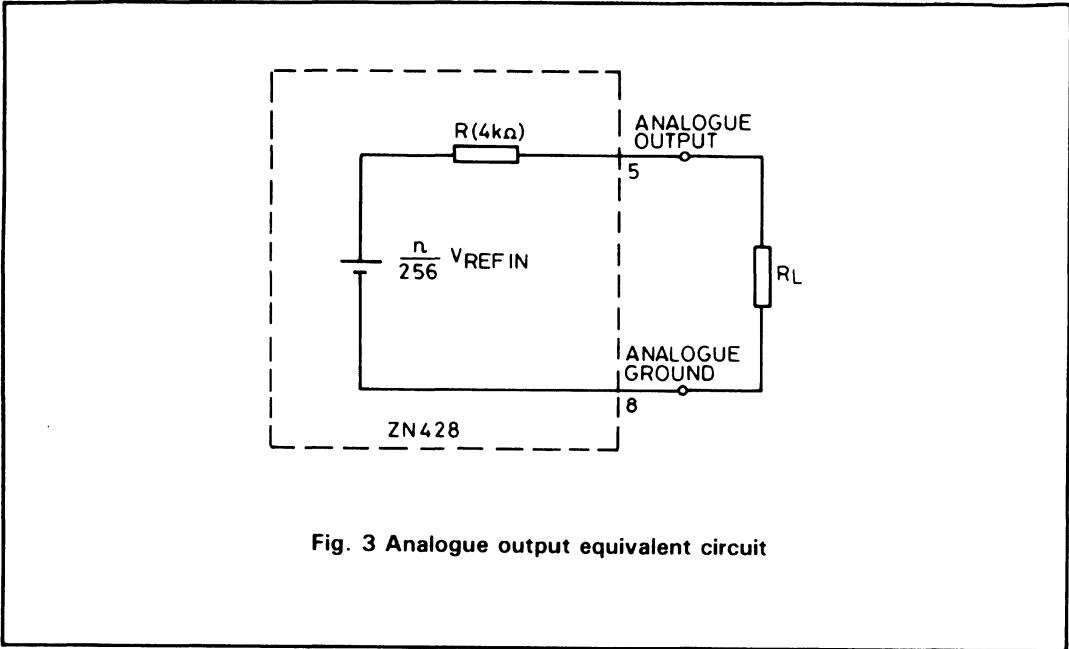 R(4kΩ)
ANALOGUE
OUTPUT
5
n
256
VREF IN
RL
ANALOGUE
GROUND
8
ZN428
Fig. 3 Analogue output equivalent circuit